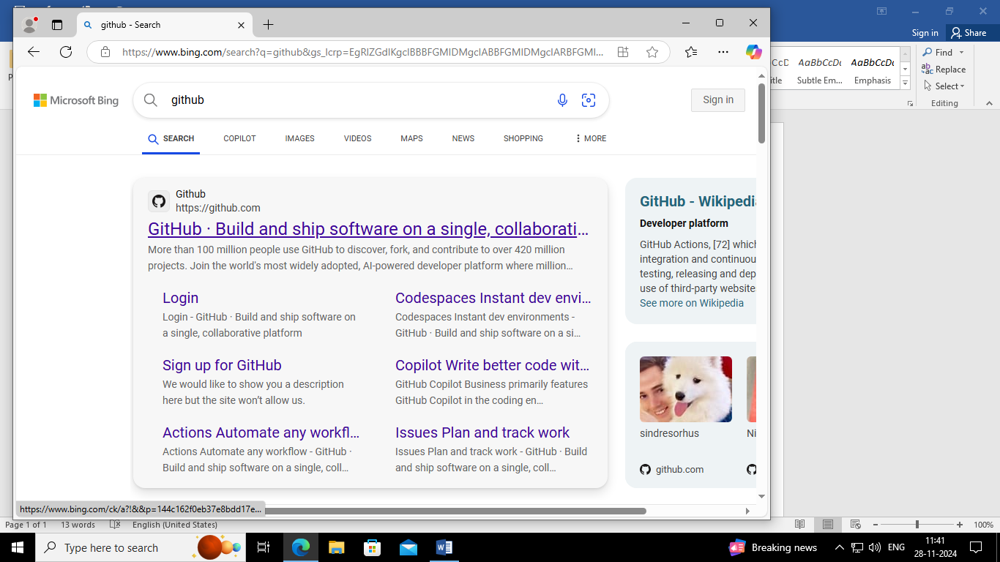 github - Search
Sign in
Share
https://www.bing.com/search?q=github&gs_lcrp=EgRlZGdlKgcIBBBFGMIDMgcIABBFGMIDMgcIARBFGMI...
AaBbCcDc
AaBbCcDc
Subtle Em...
Emphasis
Find
Replace
Select
Editing
Microsoft Bing
github
Sign in
SEARCH
COPILOT
IMAGES
VIDEOS
MAPS
NEWS
SHOPPING
MORE
Github
https://github.com
GitHub · Build and ship software on a single, collaborati...
More than 100 million people use GitHub to discover, fork, and contribute to over 420 million
projects. Join the world's most widely adopted, AI-powered developer platform where million...
Login
Login - GitHub · Build and ship software on
a single, collaborative platform
Codespaces Instant dev envi...
Codespaces Instant dev environments -
GitHub · Build and ship software on a si...
Sign up for GitHub
We would like to show you a description
here but the site won't allow us.
Copilot Write better code wit...
GitHub Copilot Business primarily features
GitHub Copilot in the coding en...
Actions Automate any workfl...
Actions Automate any workflow - GitHub ·
Build and ship software on a single, coll...
Issues Plan and track work
Issues Plan and track work - GitHub · Build
and ship software on a single, coll...
GitHub - Wikipedia
Developer platform
GitHub Actions, [72] which
integration and continuou
testing, releasing and dep
use of third-party websites
See more on Wikipedia
sindresorhus
Ni
github.com
https://www.bing.com/ck/a?!&&p=144c162f0eb37e8bdd17e...
Page 1 of 1
13 words
English (United States)
100%
Type here to search
Breaking news
ENG
11:41
28-11-2024